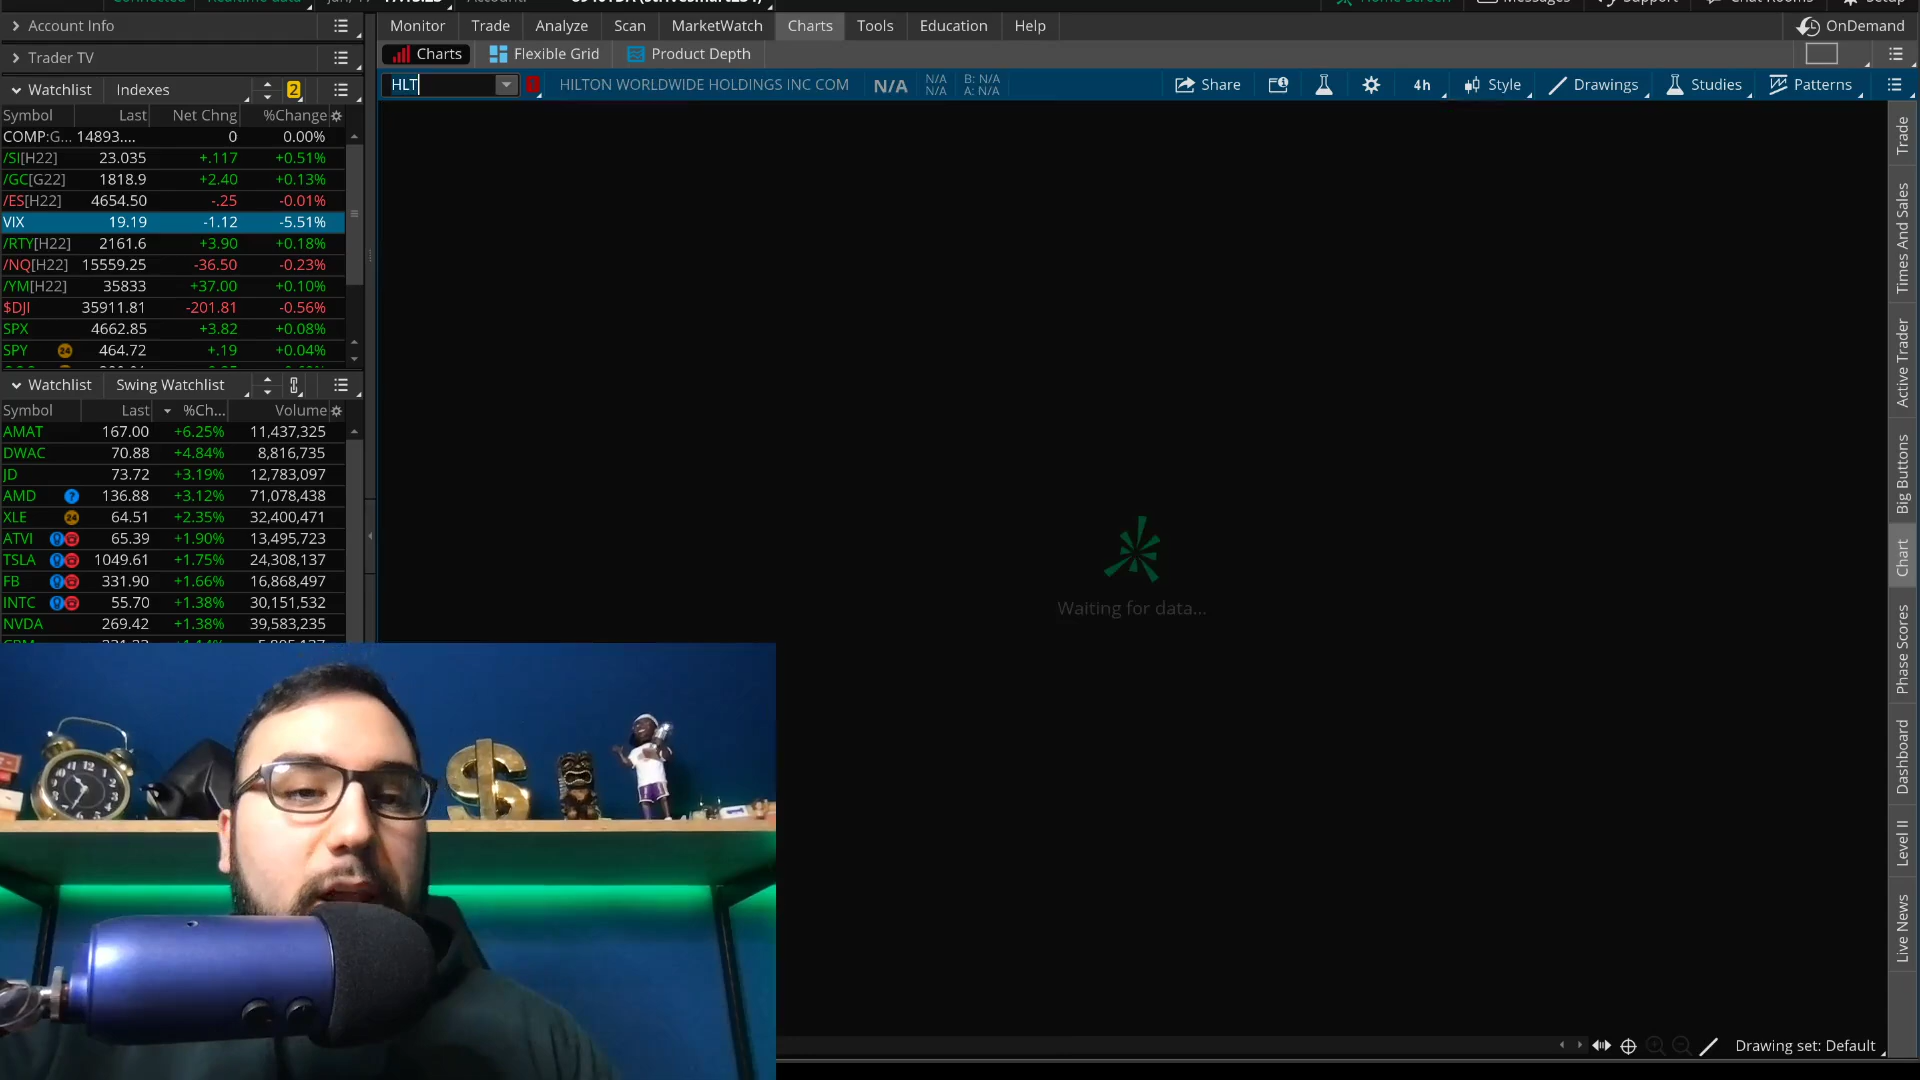 Account Info
Trader TV
Watchlist Indexes 2
Symbol Last Net Chng %Change
COMP:G... 14893.... 0 0.00%
/SI[H22] 23.035 +.117 +0.51%
/GC[G22] 1818.9 +2.40 +0.13%
/ES[H22] 4654.50 -.25 -0.01%
VIX 19.19 -1.12 -5.51%
/RTY[H22] 2161.6 +3.90 +0.18%
/NQ[H22] 15559.25 -36.50 -0.23%
/YM[H22] 35833 +37.00 +0.10%
$DJI 35911.81 -201.81 -0.56%
SPX 4662.85 +3.82 +0.08%
SPY 24 464.72 +.19 +0.04%
Watchlist Swing Watchlist
Symbol Last %Ch... Volume
AMAT 167.00 +6.25% 11,437,325
DWAC 70.88 +4.84% 8,816,735
JD 73.72 +3.19% 12,783,097
AMD ? 136.88 +3.12% 71,078,438
XLE 24 64.51 +2.35% 32,400,471
ATVI 65.39 +1.90% 13,495,723
TSLA 1049.61 +1.75% 24,308,137
FB 331.90 +1.66% 16,868,497
INTC 55.70 +1.38% 30,151,532
NVDA 269.42 +1.38% 39,583,235
Monitor Trade Analyze Scan MarketWatch Charts Tools Education Help OnDemand
Charts Flexible Grid Product Depth
HLT HILTON WORLDWIDE HOLDINGS INC COM N/A N/A B: N/A Share 4h Style Drawings Studies Patterns
N/A A: N/A
Waiting for data...
Trade
Times And Sales
Active Trader
Big Buttons
Chart
Phase Scores
Dashboard
Level II
Live News
Drawing set: Default